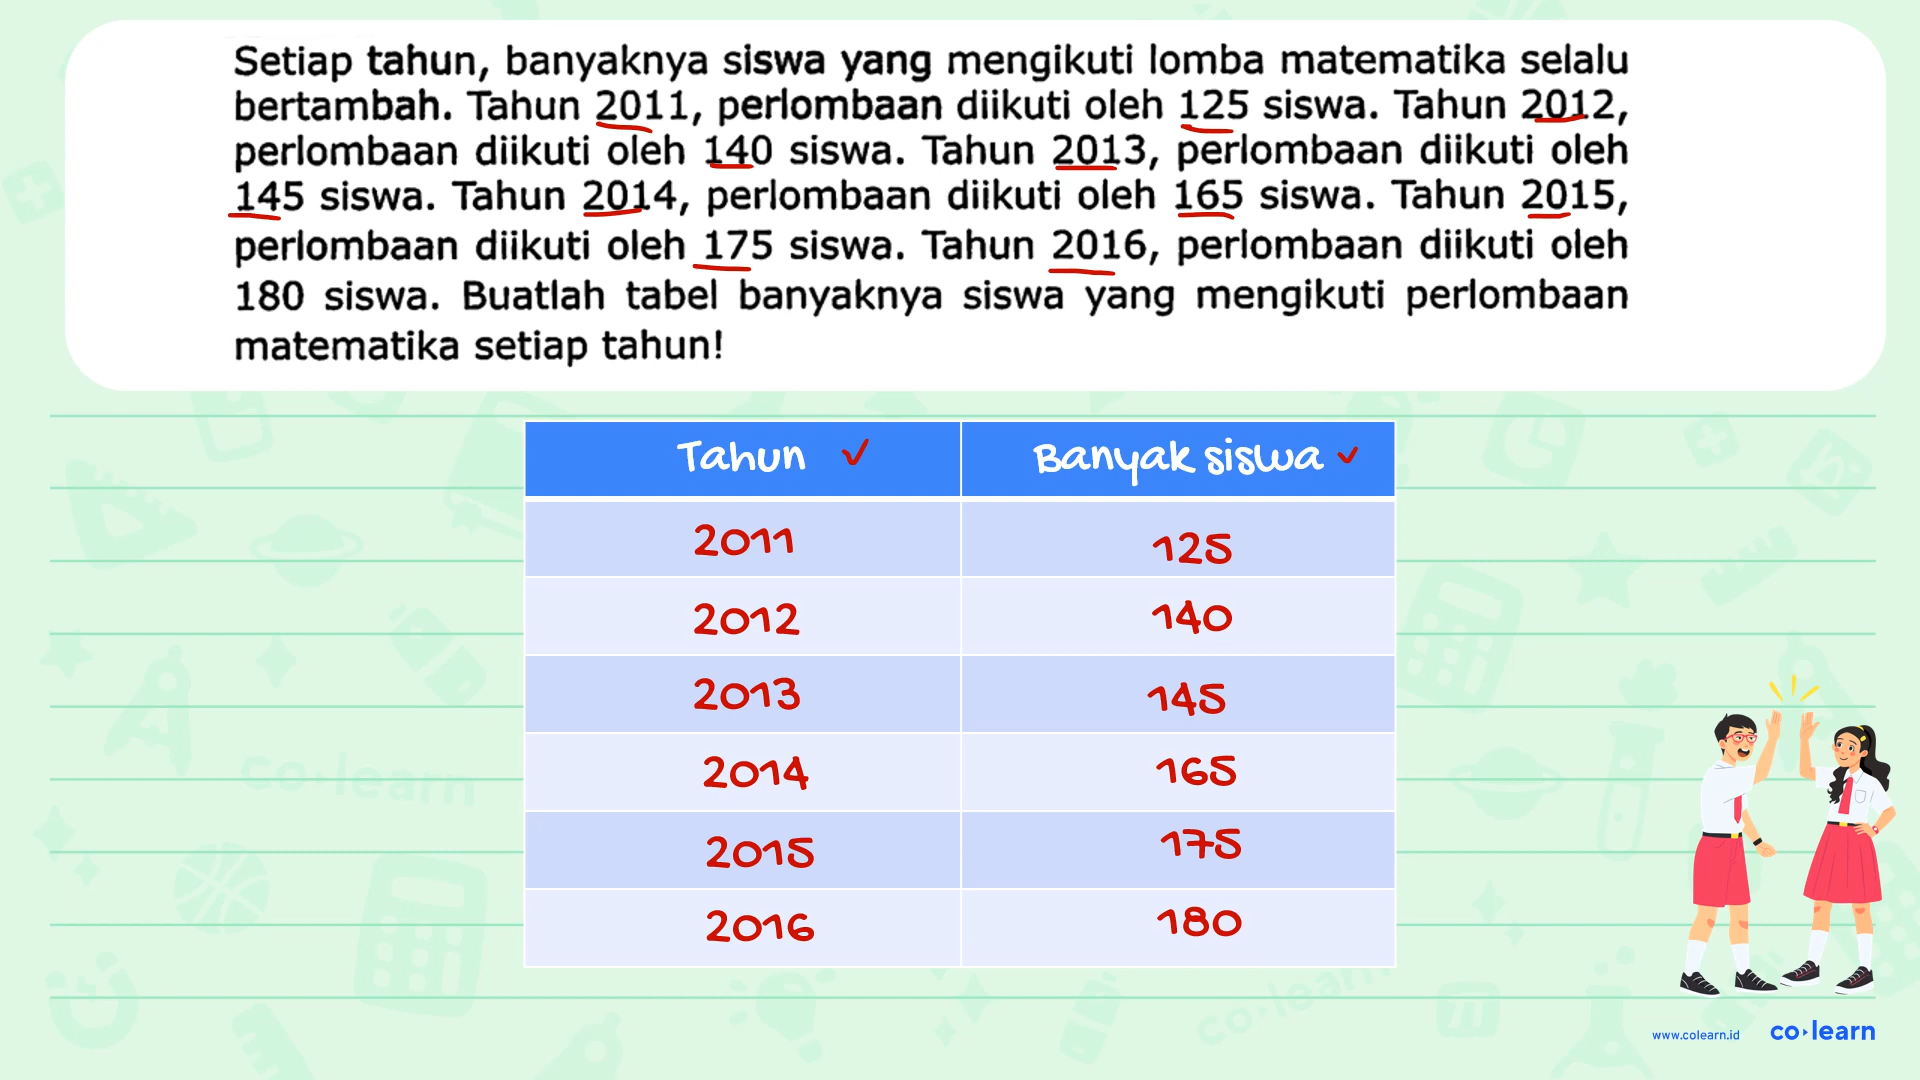 Setiap tahun, banyaknya siswa yang mengikuti lomba matematika selalu
bertambah. Tahun 2011, perlombaan diikuti oleh 125 siswa. Tahun 2012,
perlombaan diikuti oleh 140 siswa. Tahun 2013, perlombaan diikuti oleh
145 siswa. Tahun 2014, perlombaan diikuti oleh 165 siswa. Tahun 2015,
perlombaan diikuti oleh 175 siswa. Tahun 2016, perlombaan diikuti oleh
180 siswa. Buatlah tabel banyaknya siswa yang mengikuti perlombaan
matematika setiap tahun!
Tahun ✓ Banyak siswa ✓
2011 125
2012 140
2013 145
2014 165
2015 175
2016 180
co learn
co learn
www.colearn.id co learn